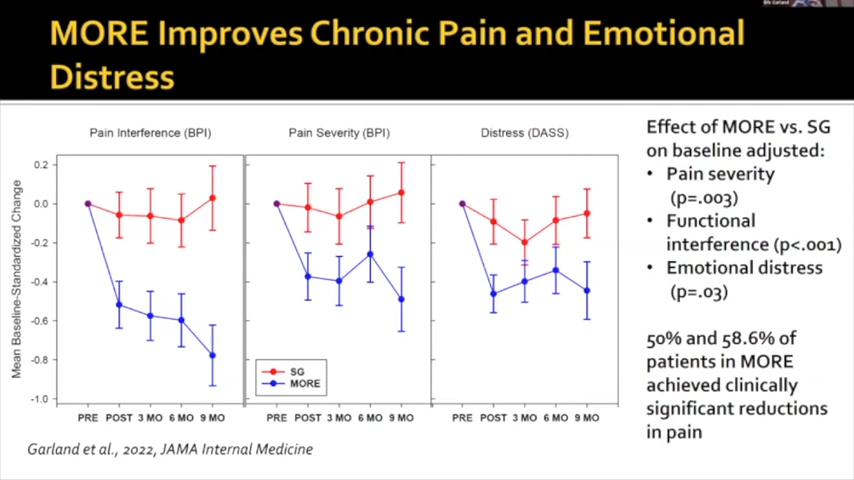 Eric Garland
MORE Improves Chronic Pain and Emotional
Distress
Pain Interference (BPI)
Pain Severity (BPI)
Distress (DASS)
Mean Baseline-Standardized Change
0.2
0.0
-0.2
-0.4
-0.6
-0.8
-1.0
SG
MORE
PRE POST 3 MO 6 MO 9 MO
PRE POST 3 MO 6 MO 9 MO
PRE POST 3 MO 6 MO 9 MO
Effect of MORE vs. SG
on baseline adjusted:
• Pain severity
(p=.003)
• Functional
interference (p<.001)
• Emotional distress
(p=.03)
50% and 58.6% of
patients in MORE
achieved clinically
significant reductions
in pain
Garland et al., 2022, JAMA Internal Medicine